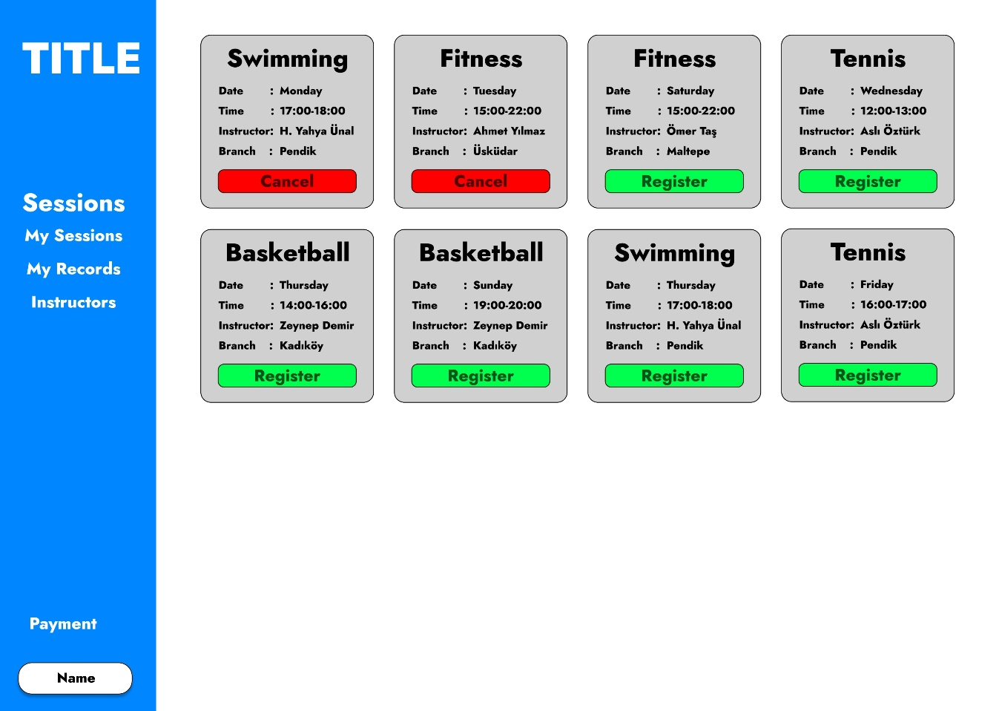 TITLE
Sessions
My Sessions
My Records
Instructors
Payment
Name
Swimming
Date : Monday
Time : 17:00-18:00
Instructor: H. Yahya Ünal
Branch : Pendik
Cancel
Fitness
Date : Tuesday
Time : 15:00-22:00
Instructor: Ahmet Yılmaz
Branch : Üsküdar
Cancel
Fitness
Date : Saturday
Time : 15:00-22:00
Instructor: Ömer Taş
Branch : Maltepe
Register
Tennis
Date : Wednesday
Time : 12:00-13:00
Instructor: Aslı Öztürk
Branch : Pendik
Register
Basketball
Date : Thursday
Time : 14:00-16:00
Instructor: Zeynep Demir
Branch : Kadıköy
Register
Basketball
Date : Sunday
Time : 19:00-20:00
Instructor: Zeynep Demir
Branch : Kadıköy
Register
Swimming
Date : Thursday
Time : 17:00-18:00
Instructor: H. Yahya Ünal
Branch : Pendik
Register
Tennis
Date : Friday
Time : 16:00-17:00
Instructor: Aslı Öztürk
Branch : Pendik
Register